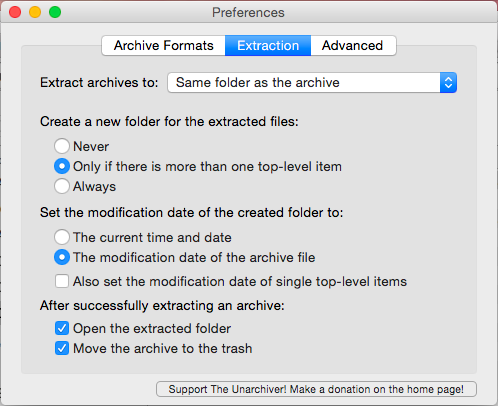 Preferences
Archive Formats Extraction Advanced
Extract archives to: Same folder as the archive
Create a new folder for the extracted files:
Never
Only if there is more than one top-level item
Always
Set the modification date of the created folder to:
The current time and date
The modification date of the archive file
Also set the modification date of single top-level items
After successfully extracting an archive:
Open the extracted folder
Move the archive to the trash
Support The Unarchiver! Make a donation on the home page!